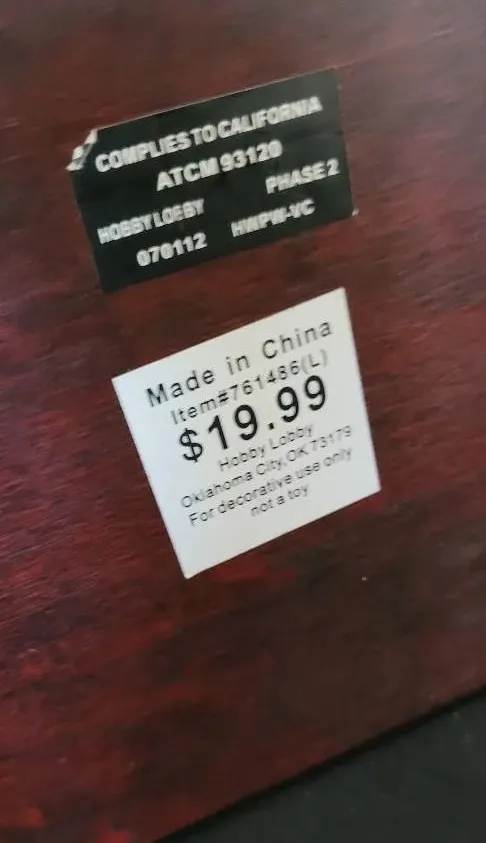 COMPLIES TO CALIFORNIA
ATCM 93120
PHASE 2
HOBBY LOBBY
070112 HWPW-VC
Made in China
Item#761486(L)
$19.99
Hobby Lobby
Oklahoma City, OK 73179
For decorative use only
not a toy